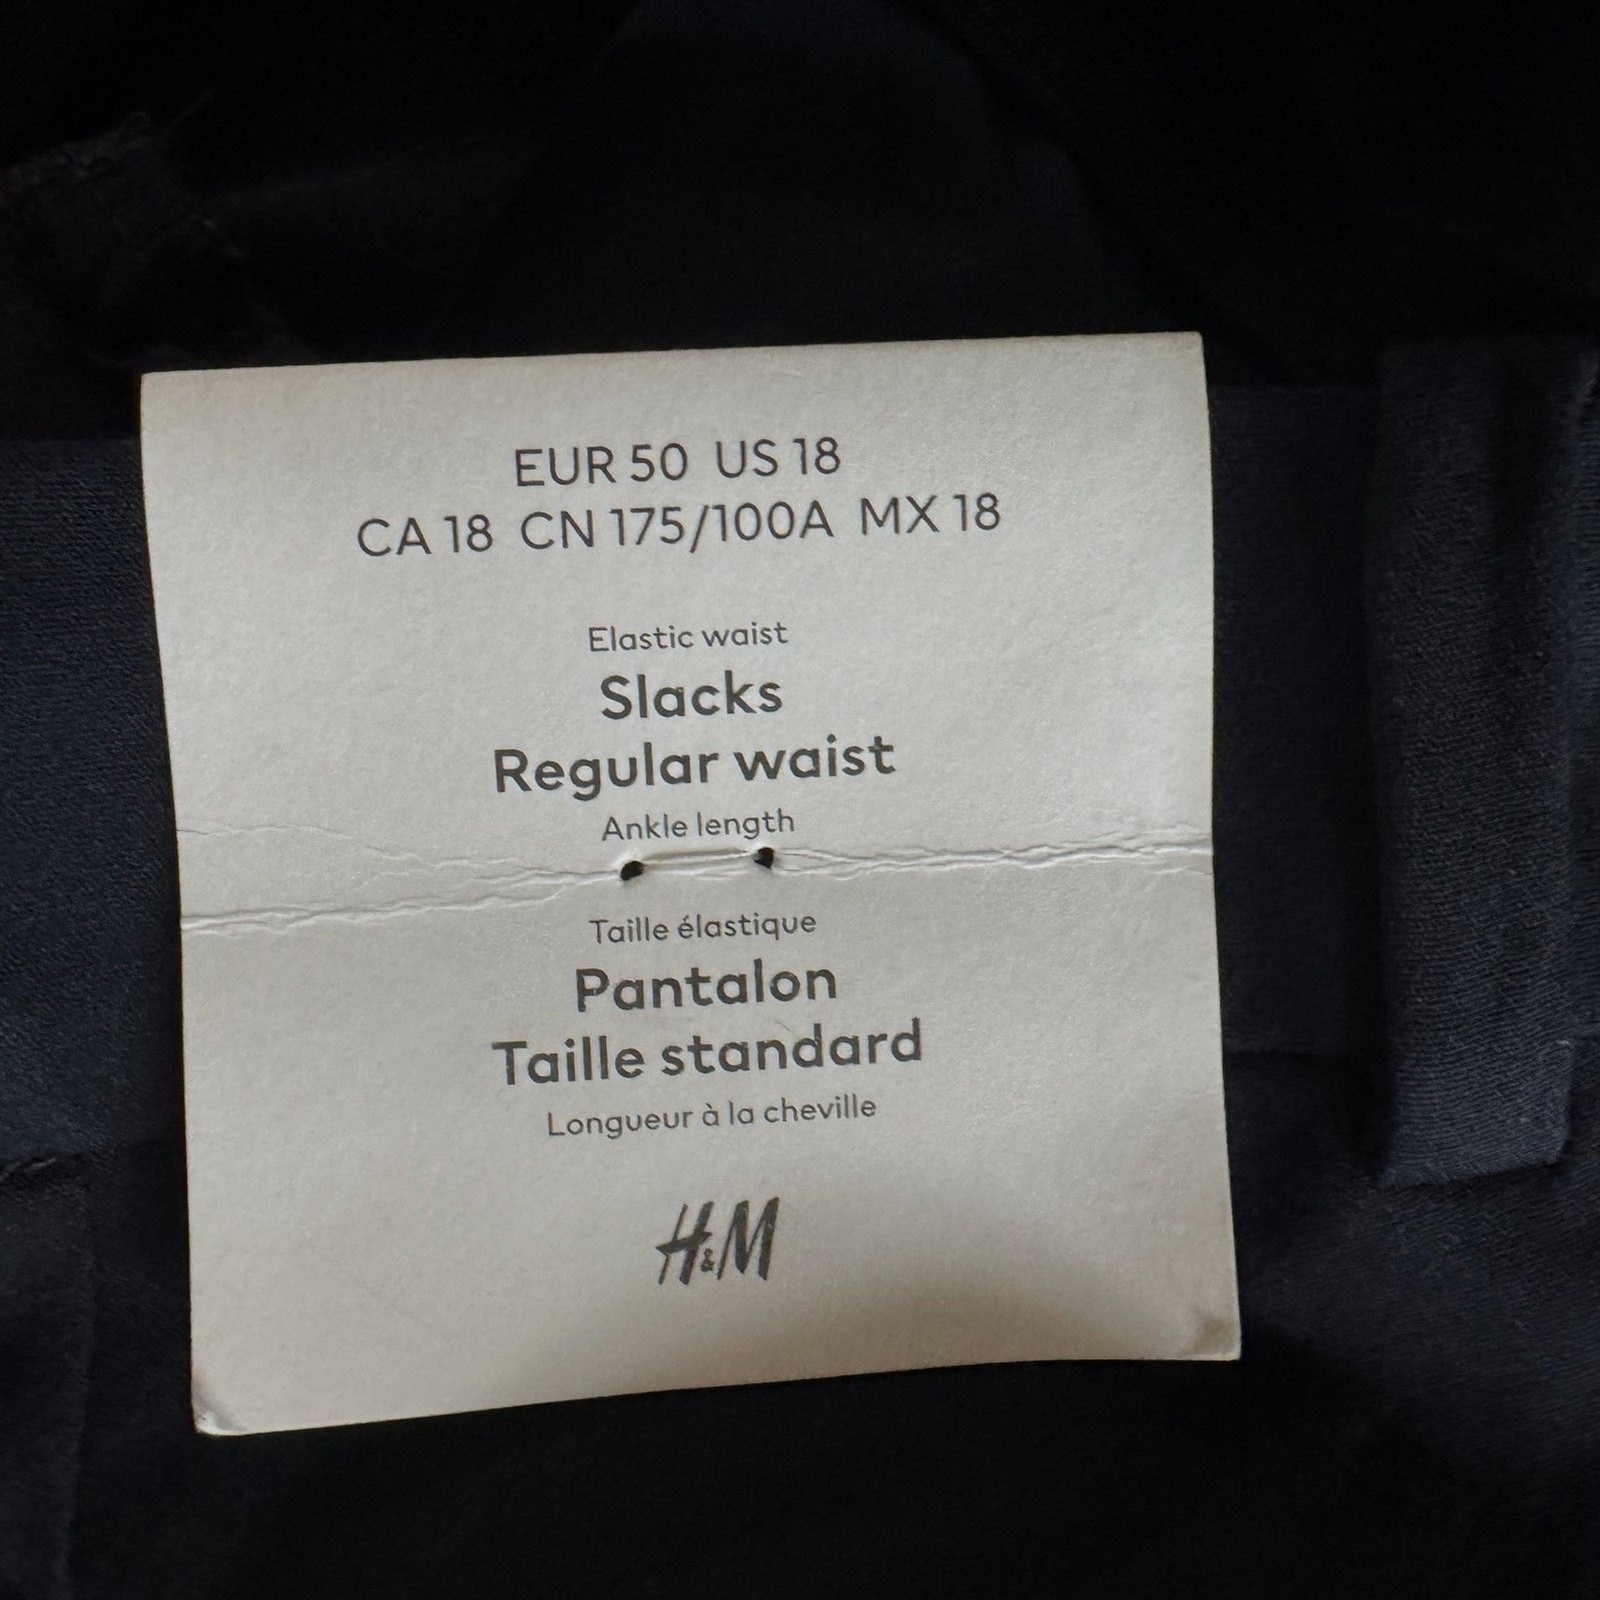 EUR 50 US 18
CA 18 CN 175/100A MX 18
Elastic waist
Slacks
Regular waist
Ankle length
Taille élastique
Pantalon
Taille standard
Longueur à la cheville
H&M